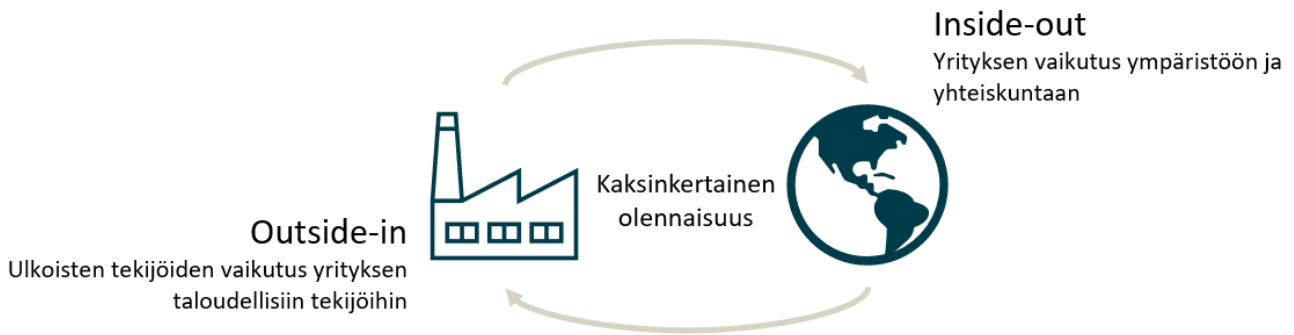 Inside-out
Yrityksen vaikutus ympäristöön ja
yhteiskuntaan
Kaksinkertainen
olennaisuus
Outside-in
Ulkoisten tekijöiden vaikutus yrityksen
taloudellisiin tekijöihin